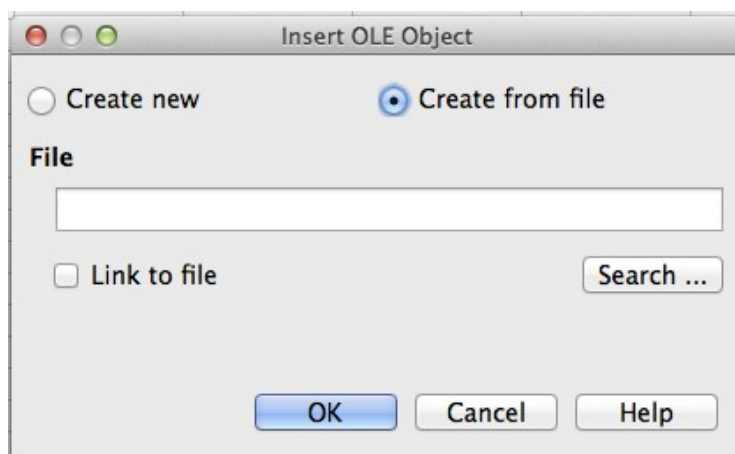 Insert OLE Object
Create new Create from file
File
Link to file Search ...
OK Cancel Help